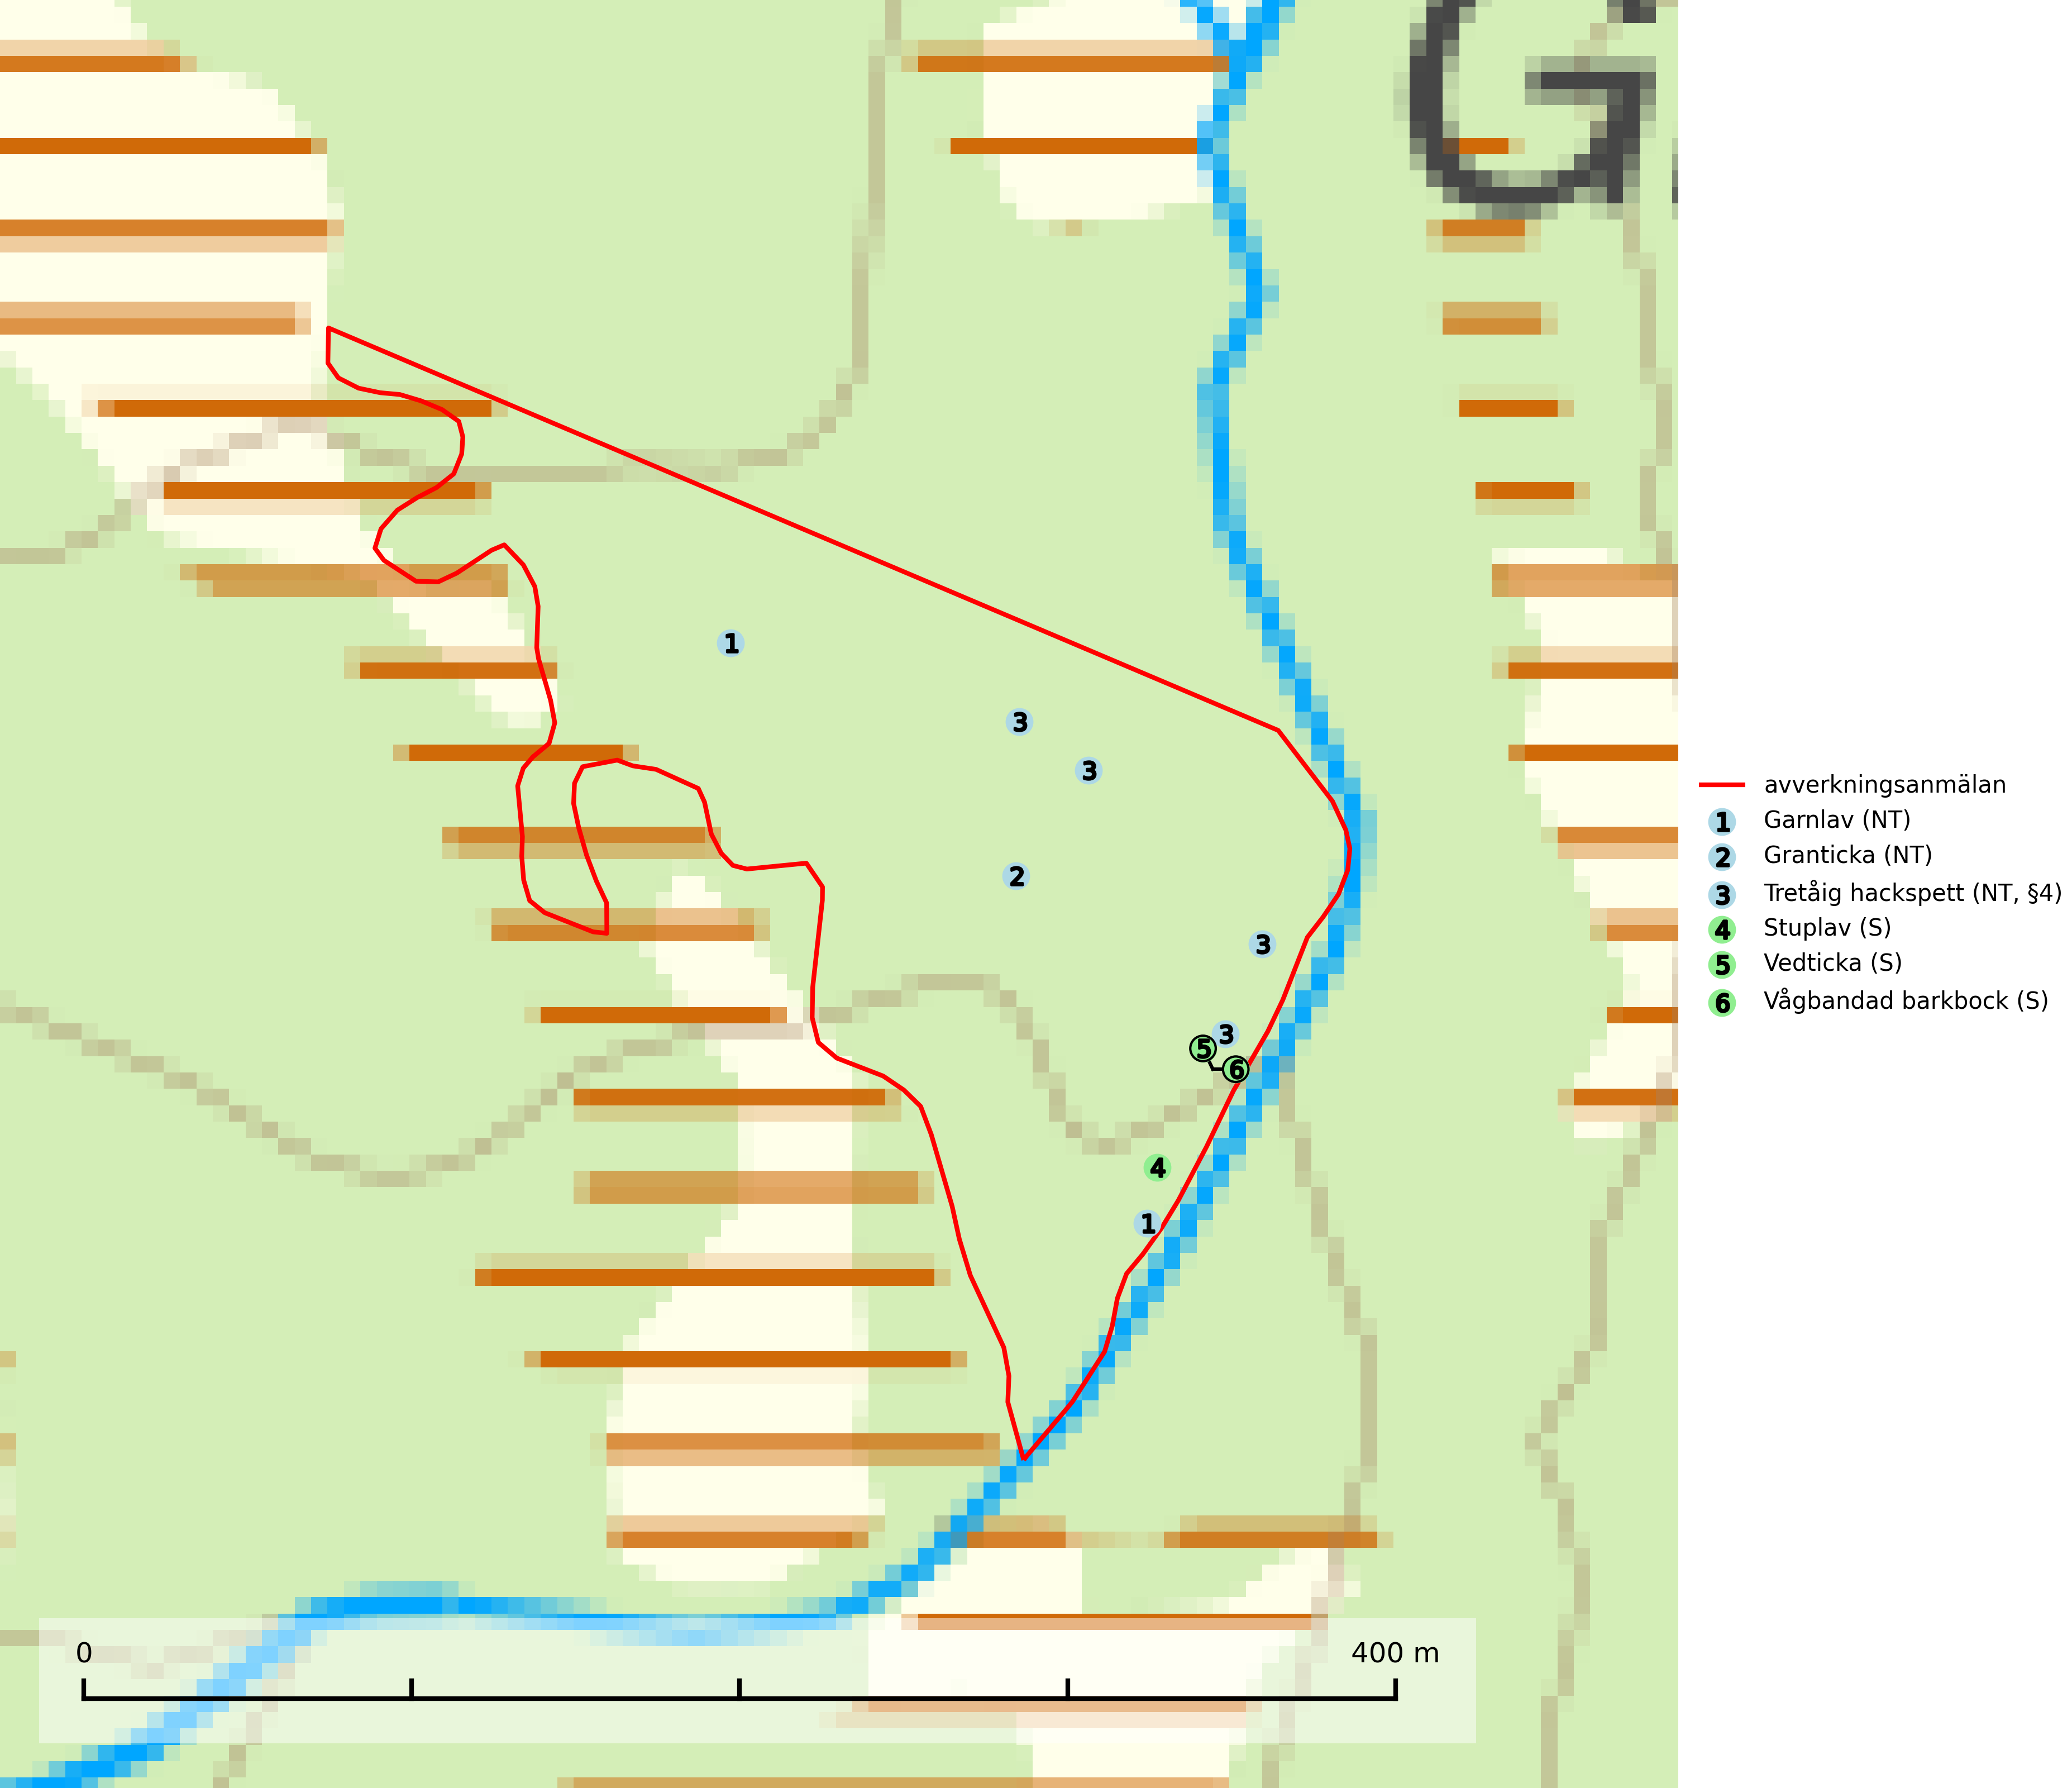 G
1
3
3
2
3
3
5
6
4
1
avverkningsanmälan
1 Garnlav (NT)
2 Granticka (NT)
3 Tretåig hackspett (NT, §4)
4 Stuplav (S)
5 Vedticka (S)
6 Vågbandad barkbock (S)
0 400 m